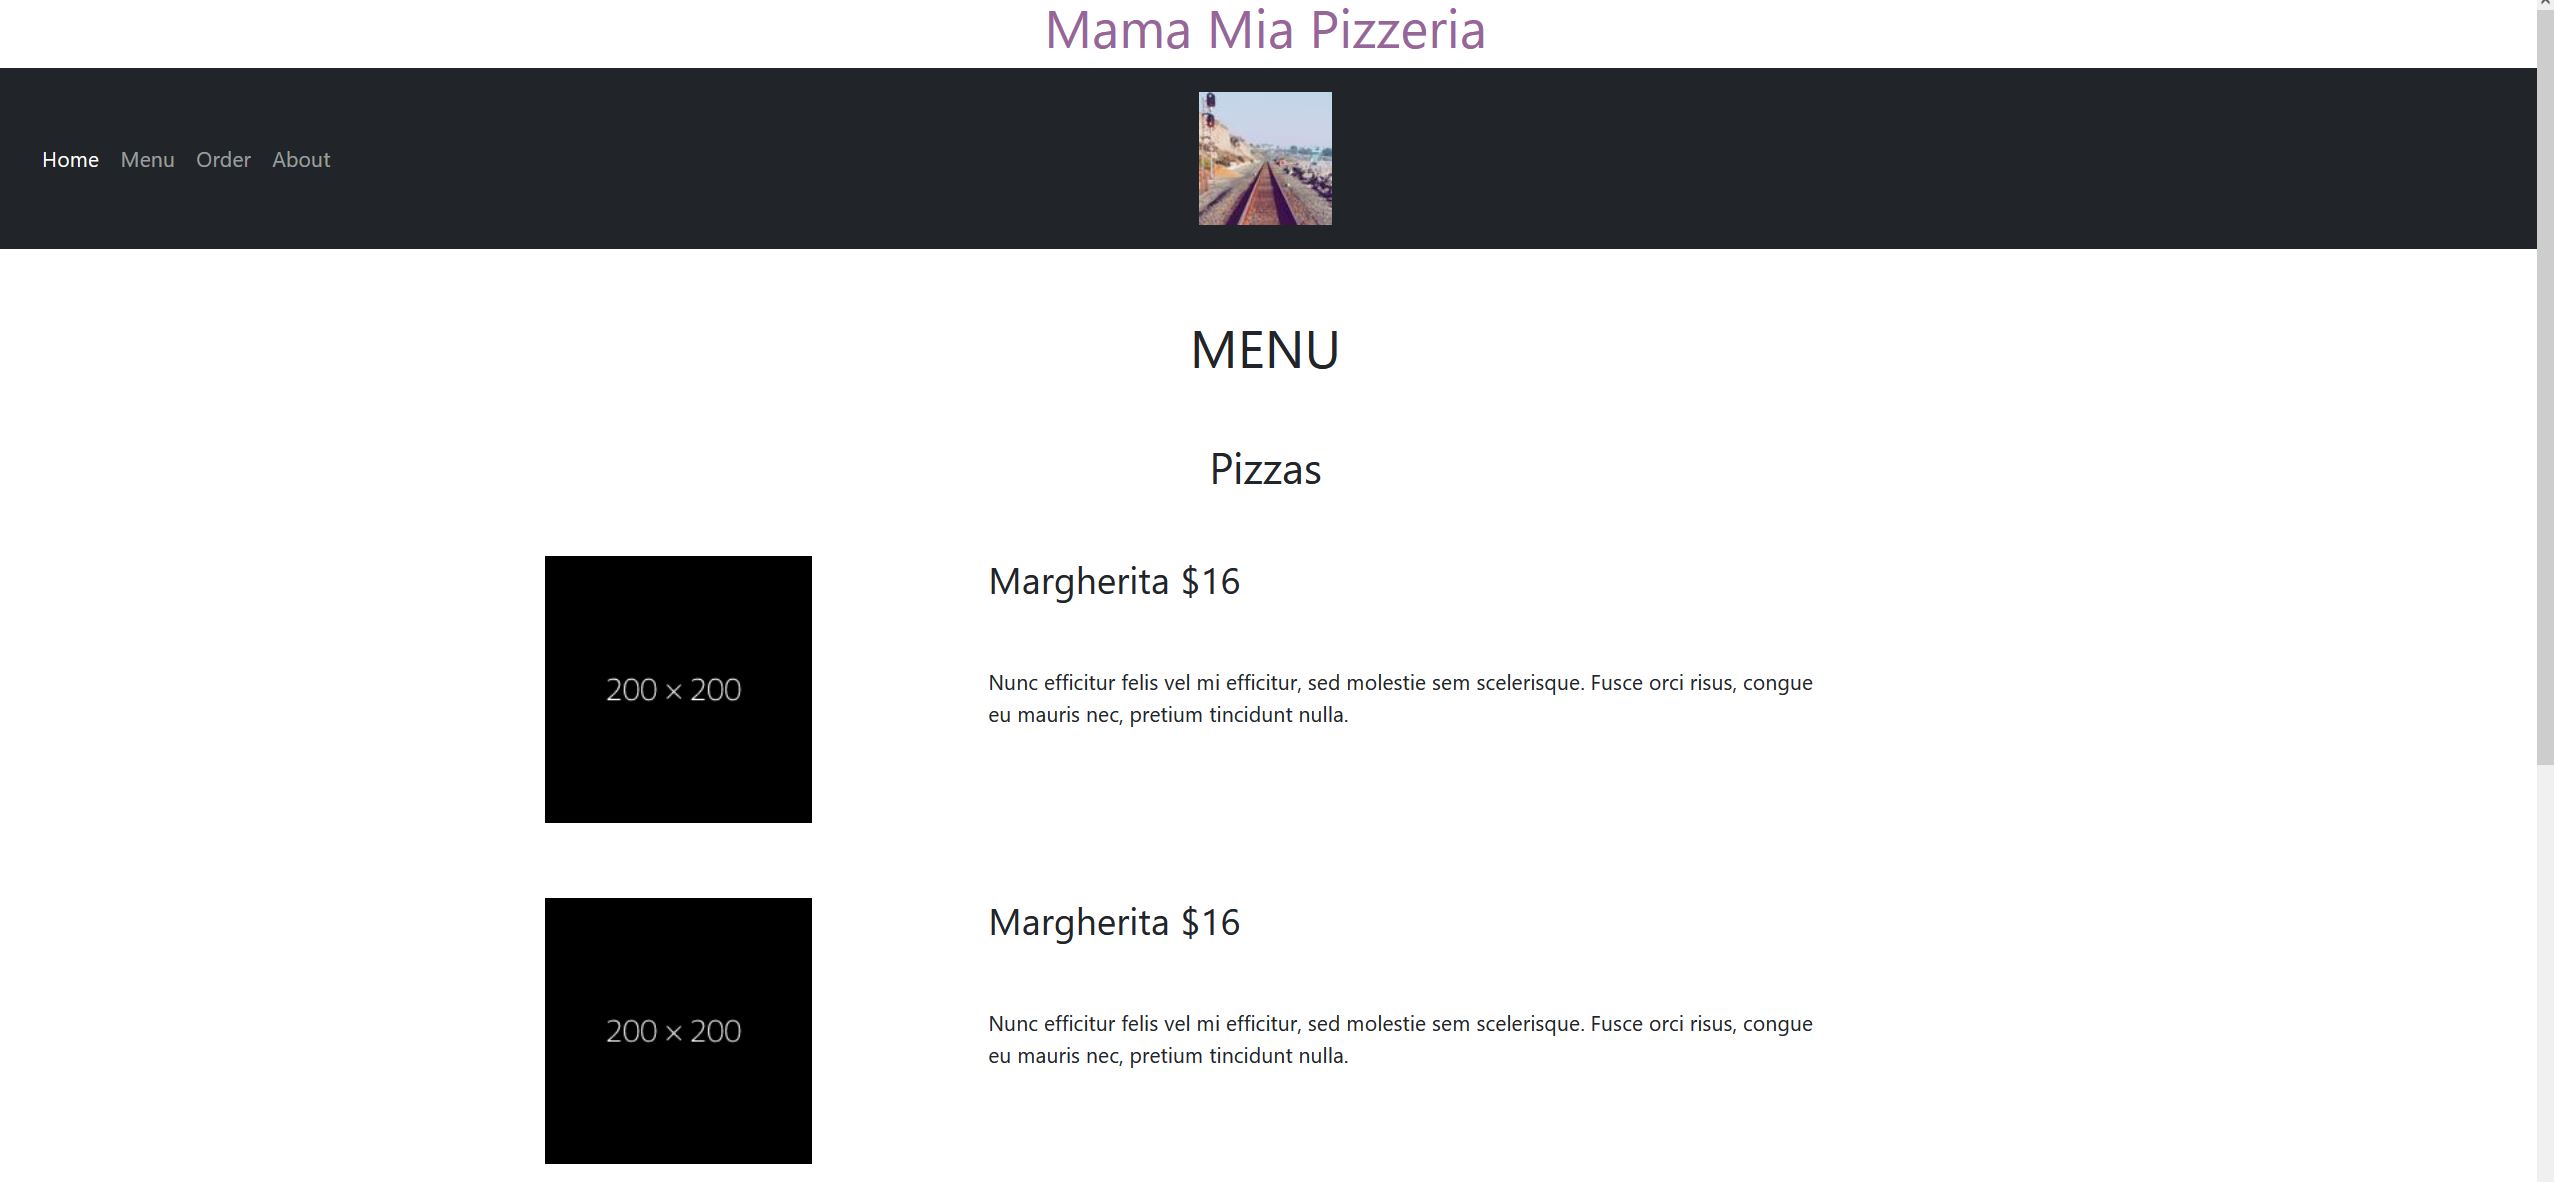 Mama Mia Pizzeria
Home Menu Order About
MENU
Pizzas
200 × 200
Margherita $16
Nunc efficitur felis vel mi efficitur, sed molestie sem scelerisque. Fusce orci risus, congue
eu mauris nec, pretium tincidunt nulla.
200 × 200
Margherita $16
Nunc efficitur felis vel mi efficitur, sed molestie sem scelerisque. Fusce orci risus, congue
eu mauris nec, pretium tincidunt nulla.